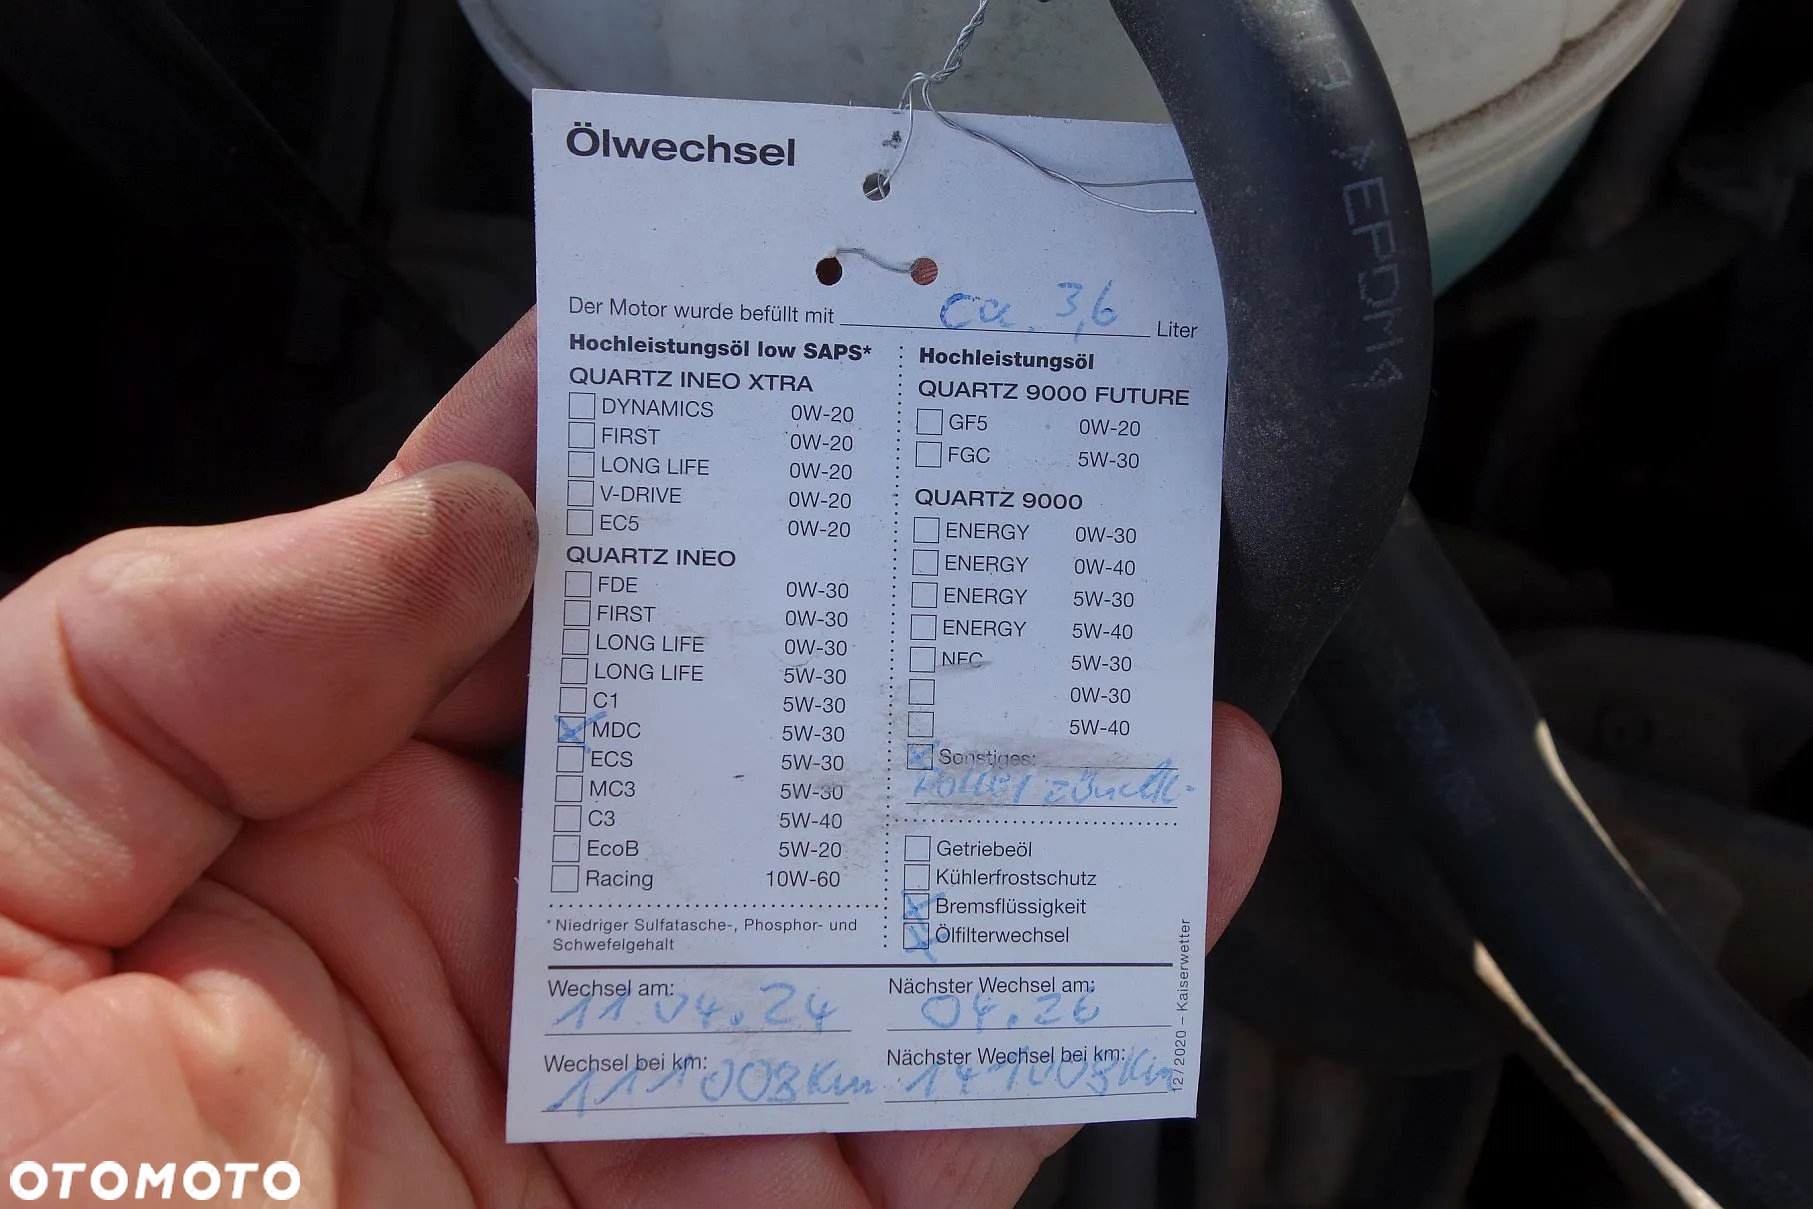 Ölwechsel
Der Motor wurde befüllt mit ca. 3,6 Liter
Hochleistungsöl low SAPS*
QUARTZ INEO XTRA
DYNAMICS 0W-20
FIRST 0W-20
LONG LIFE 0W-20
V-DRIVE 0W-20
EC5 0W-20
QUARTZ INEO
FDE 0W-30
FIRST 0W-30
LONG LIFE 0W-30
LONG LIFE 5W-30
C1 5W-30
MDC 5W-30
ECS 5W-30
MC3 5W-30
C3 5W-40
EcoB 5W-20
Racing 10W-60
*Niedriger Sulfatasche-, Phosphor- und
Schwefelgehalt
Hochleistungsöl
QUARTZ 9000 FUTURE
GF5 0W-20
FGC 5W-30
QUARTZ 9000
ENERGY 0W-30
ENERGY 0W-40
ENERGY 5W-30
ENERGY 5W-40
NFC 5W-30
0W-30
5W-40
Sonstiges:
Getriebeöl
Kühlerfrostschutz
Bremsflüssigkeit
Ölfilterwechsel
Wechsel am:
11.04.24
Nächster Wechsel am:
04.26
Wechsel bei km:
111008Km
Nächster Wechsel bei km:
141008Km
12/2020 – Kaiserwetter
EPDM4
OTOMOTO